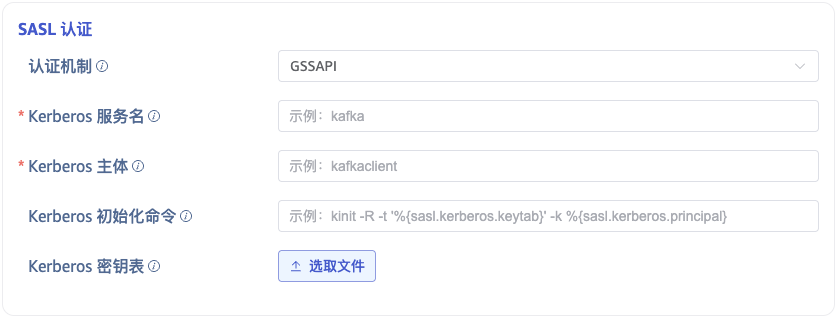 SASL 认证
认证机制
GSSAPI
* Kerberos 服务名
示例：kafka
* Kerberos 主体
示例：kafkaclient
Kerberos 初始化命令
示例：kinit -R -t '%{sasl.kerberos.keytab}' -k %{sasl.kerberos.principal}
Kerberos 密钥表
选取文件